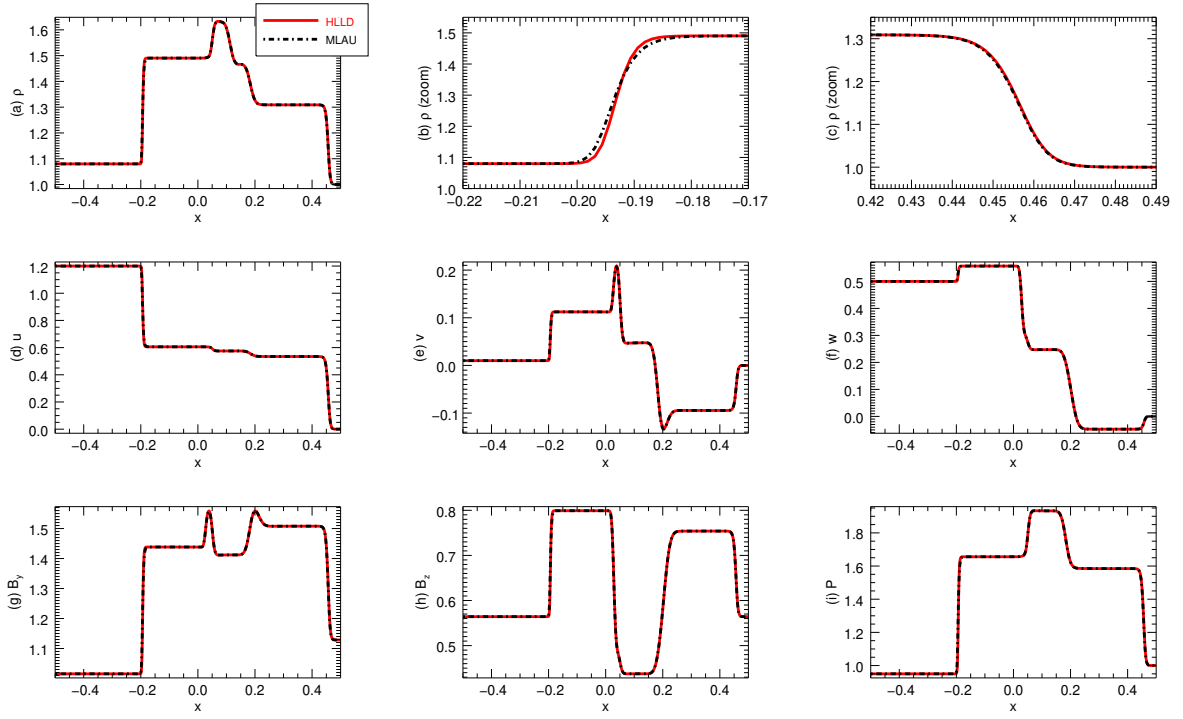 HLLD
MLAU
(a) ρ
1.6
1.5
1.4
1.3
1.2
1.1
1.0
−0.4 −0.2 0.0 0.2 0.4
x
(b) ρ (zoom)
1.5
1.4
1.3
1.2
1.1
1.0
−0.22 −0.21 −0.20 −0.19 −0.18 −0.17
x
(c) ρ (zoom)
1.3
1.2
1.1
1.0
0.42 0.43 0.44 0.45 0.46 0.47 0.48 0.49
x
(d) u
1.2
1.0
0.8
0.6
0.4
0.2
0.0
−0.4 −0.2 0.0 0.2 0.4
x
(e) v
0.2
0.1
0.0
−0.1
−0.4 −0.2 0.0 0.2 0.4
x
(f) w
0.5
0.4
0.3
0.2
0.1
0.0
−0.4 −0.2 0.0 0.2 0.4
x
(g) By
1.5
1.4
1.3
1.2
1.1
−0.4 −0.2 0.0 0.2 0.4
x
(h) Bz
0.8
0.7
0.6
0.5
−0.4 −0.2 0.0 0.2 0.4
x
(i) P
1.8
1.6
1.4
1.2
1.0
−0.4 −0.2 0.0 0.2 0.4
x